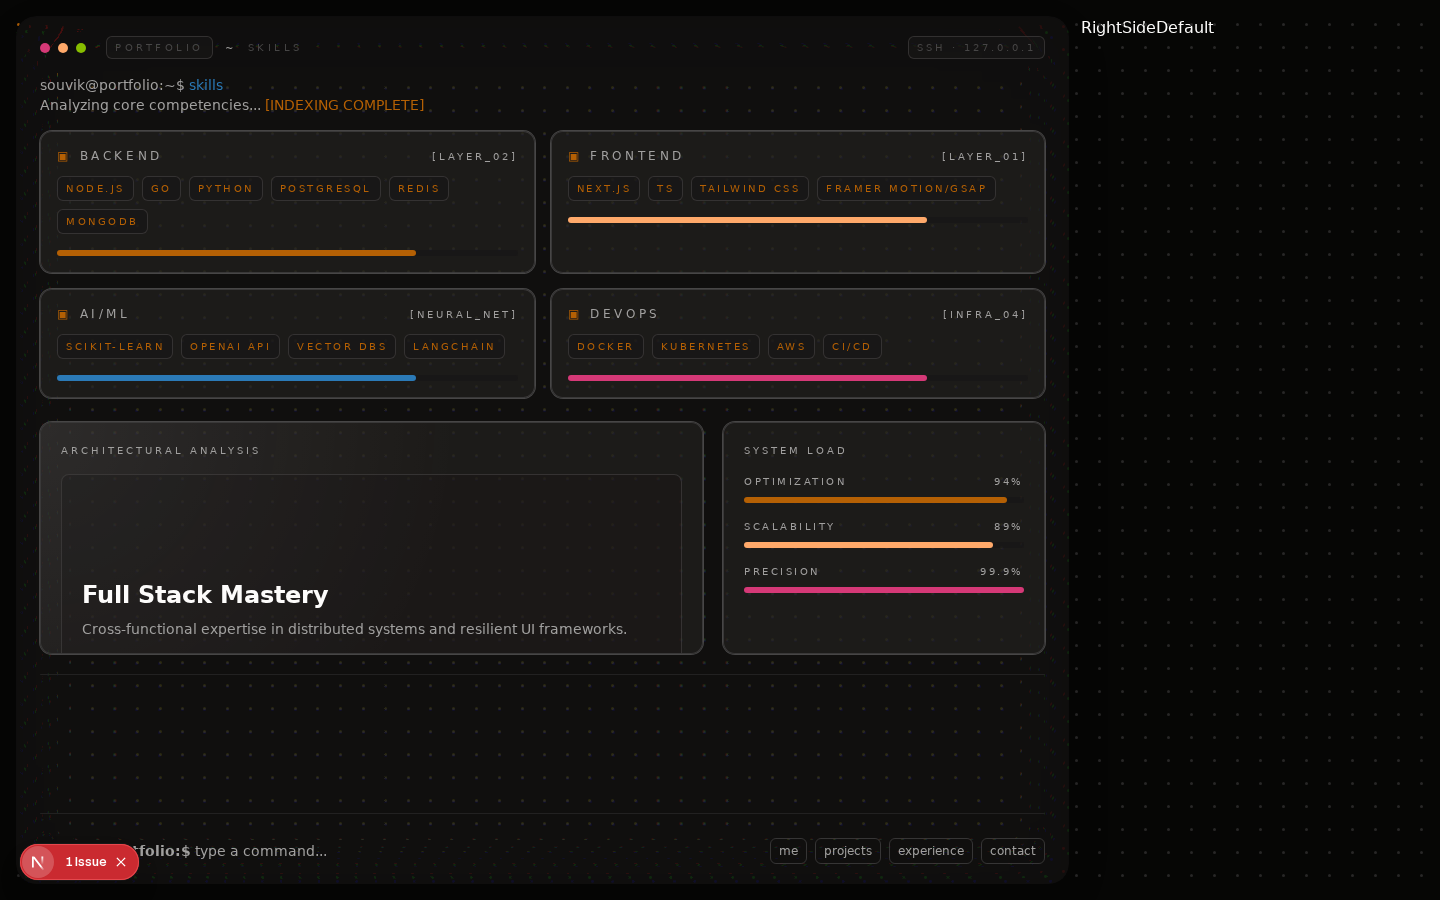 PORTFOLIO ~ SKILLS
SSH · 127.0.0.1
RightSideDefault
souvik@portfolio:~$ skills
Analyzing core competencies... [INDEXING COMPLETE]
BACKEND [LAYER_02]
NODE.JS GO PYTHON POSTGRESQL REDIS
MONGODB
FRONTEND [LAYER_01]
NEXT.JS TS TAILWIND CSS FRAMER MOTION/GSAP
AI/ML [NEURAL_NET]
SCIKIT-LEARN OPENAI API VECTOR DBS LANGCHAIN
DEVOPS [INFRA_04]
DOCKER KUBERNETES AWS CI/CD
ARCHITECTURAL ANALYSIS
Full Stack Mastery
Cross-functional expertise in distributed systems and resilient UI frameworks.
SYSTEM LOAD
OPTIMIZATION 94%
SCALABILITY 89%
PRECISION 99.9%
tfolio:$ type a command...
me projects experience contact
N 1 Issue